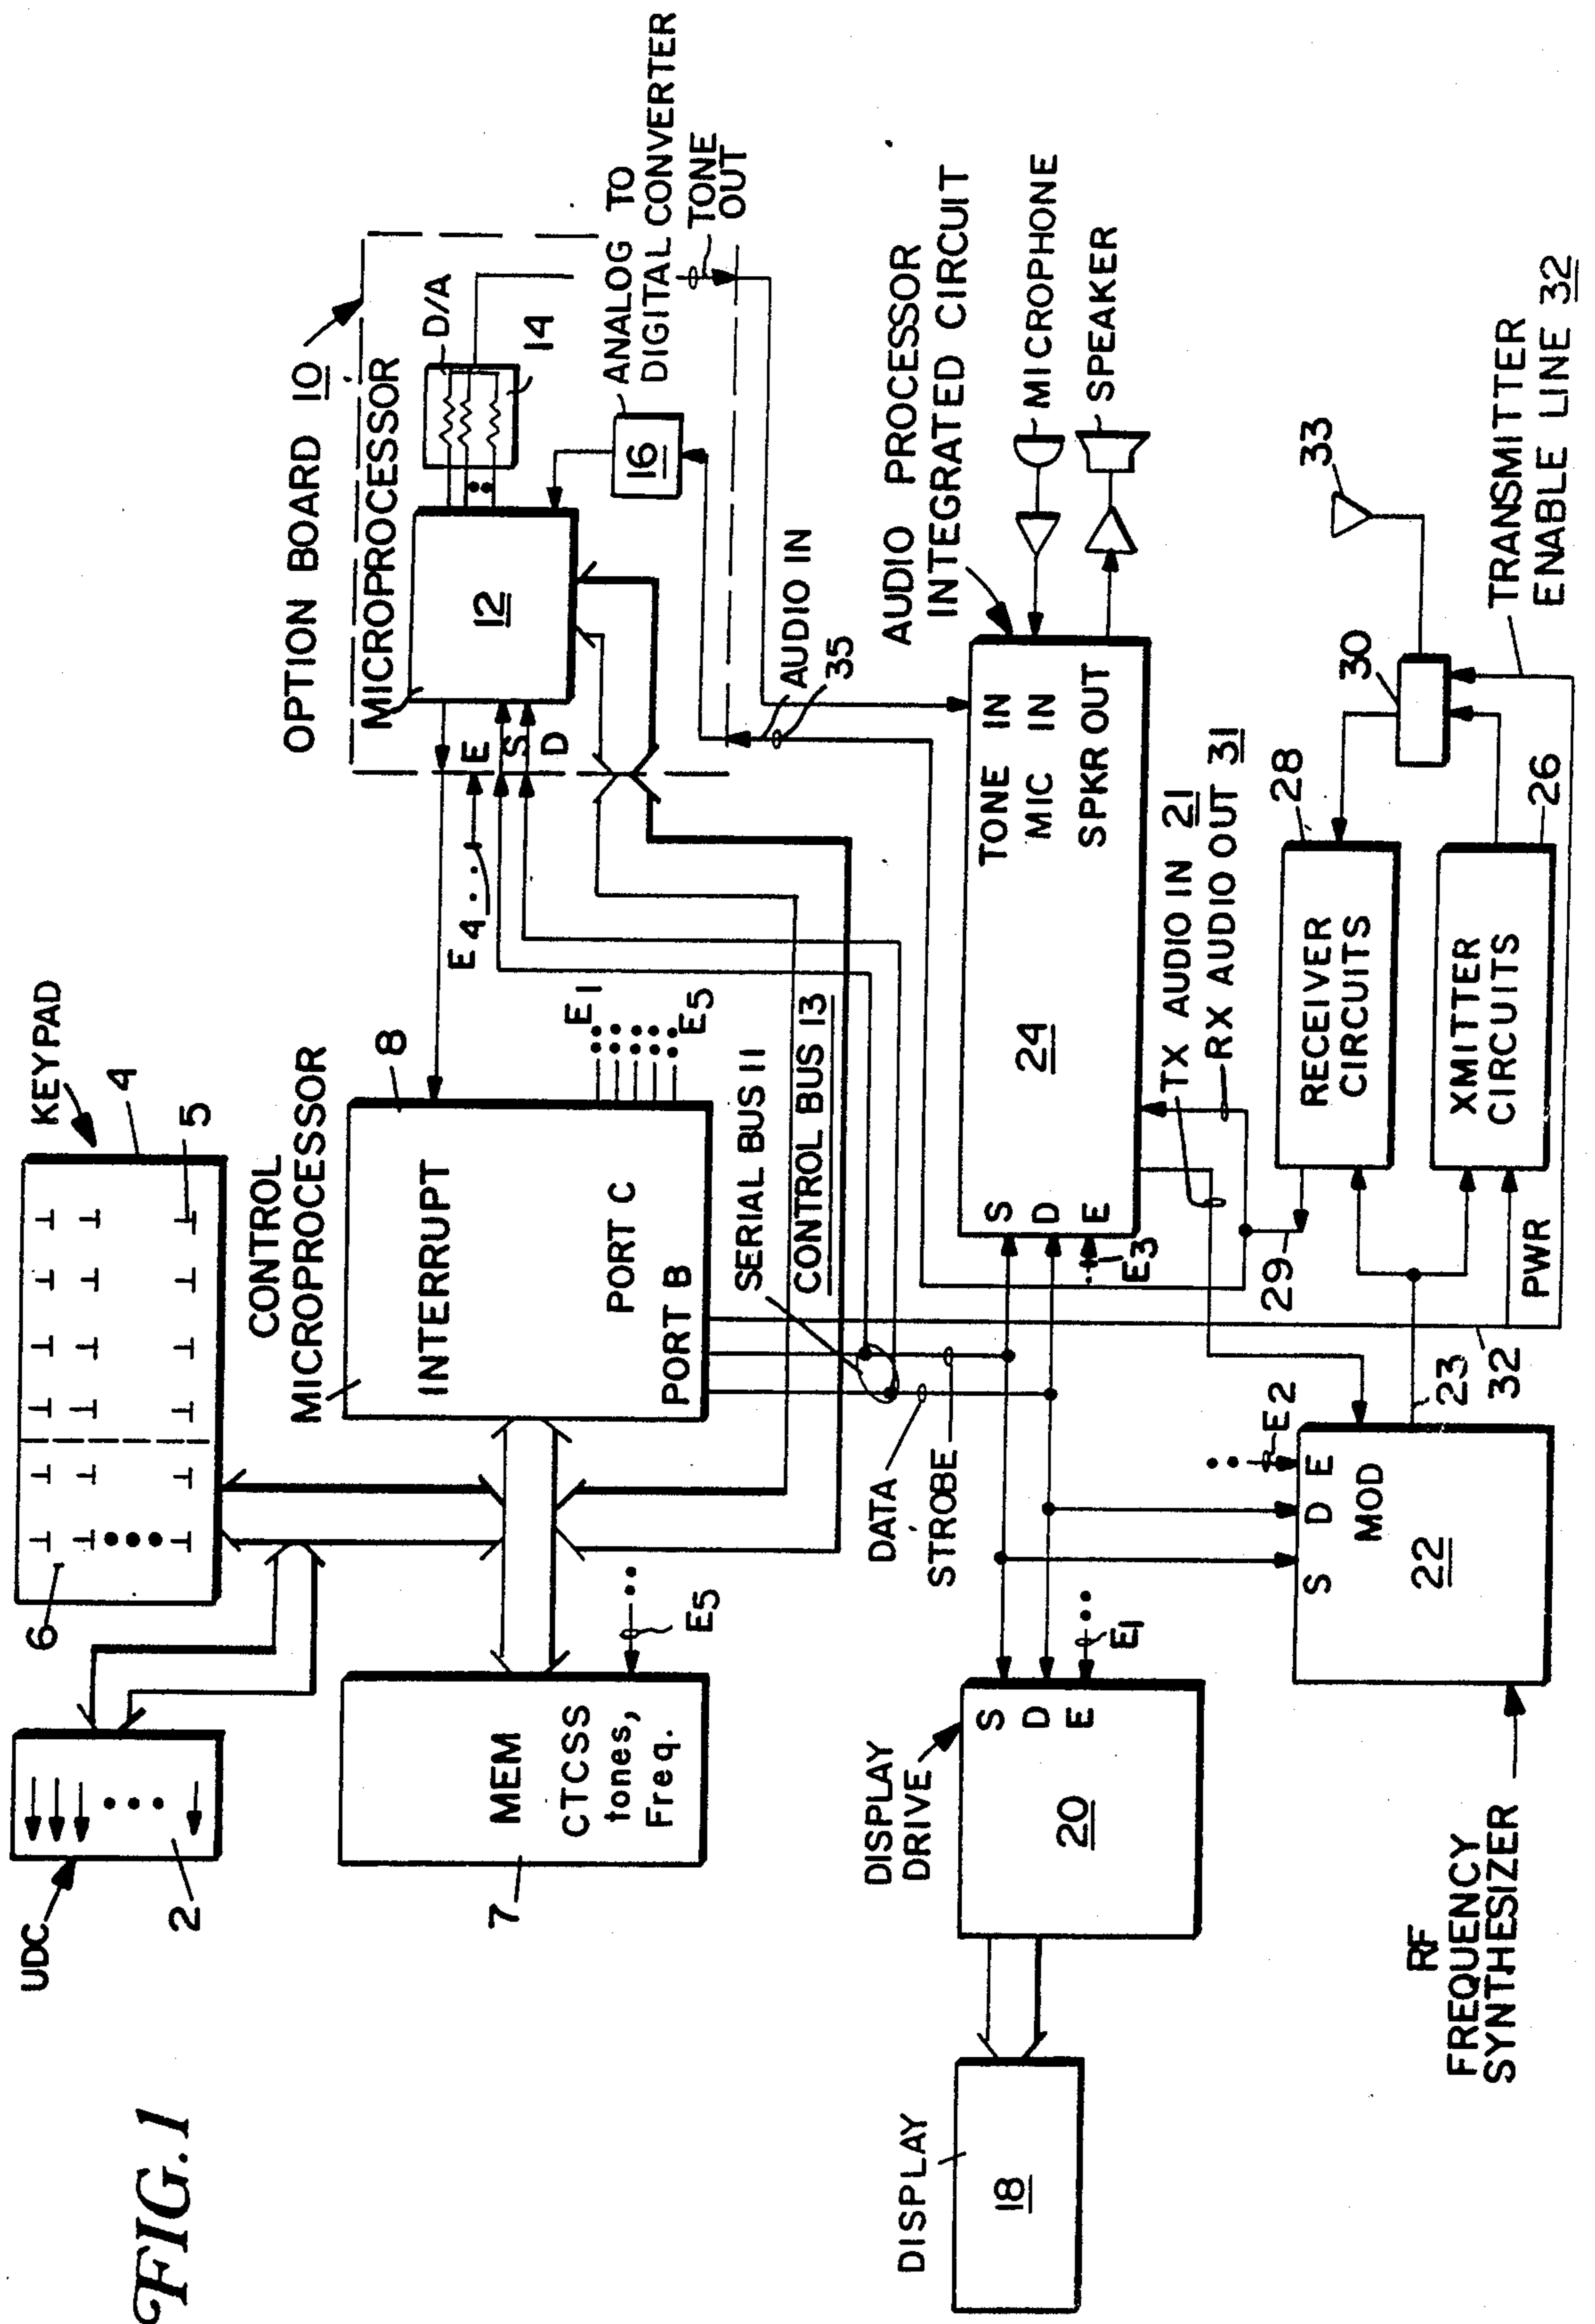 FIG. 1
UDC
2
6
KEYPAD
4
5
7
MEM
CTCSS
tones,
Freq.
E5
CONTROL
MICROPROCESSOR
8
INTERRUPT
PORT C
PORT B
E1
E5
OPTION BOARD 10
MICROPROCESSOR
12
D/A
14
16
ANALOG TO
DIGITAL CONVERTER
TONE
OUT
E
S
D
E4
SERIAL BUS 11
CONTROL BUS 13
DATA
STROBE
AUDIO IN
35
AUDIO PROCESSOR
INTEGRATED CIRCUIT
MICROPHONE
SPEAKER
TONE IN
MIC IN
SPKR OUT
24
S
D
E
E3
TX AUDIO IN 21
RX AUDIO OUT 31
DISPLAY
18
DISPLAY
DRIVE
20
S
D
E
E1
RF
FREQUENCY
SYNTHESIZER
22
S D E
MOD
E2
23
32
29
PWR
28
RECEIVER
CIRCUITS
XMITTER
CIRCUITS
26
30
33
TRANSMITTER
ENABLE LINE 32